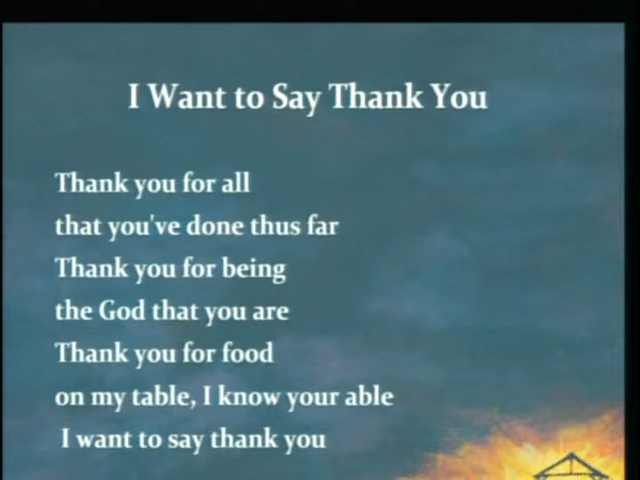 I Want to Say Thank You
Thank you for all
that you've done thus far
Thank you for being
the God that you are
Thank you for food
on my table, I know your able
I want to say thank you